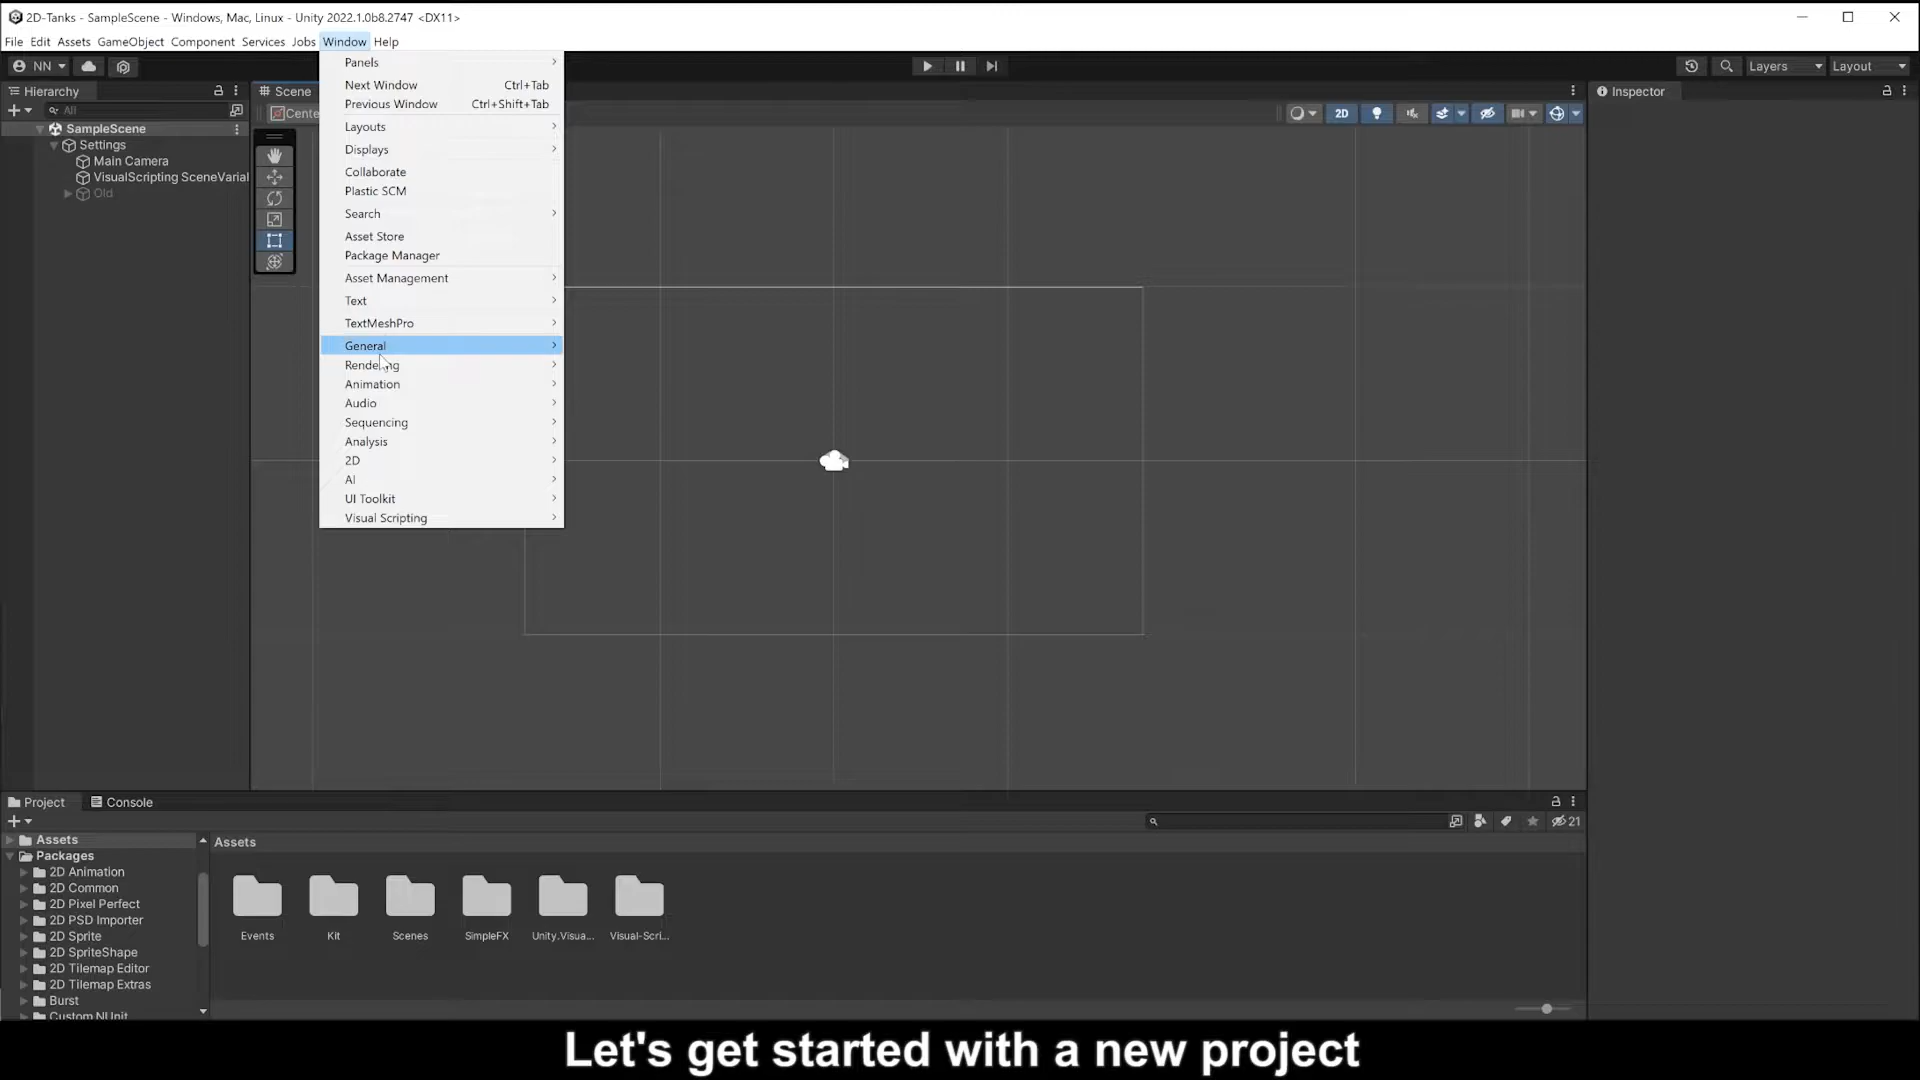 2D-Tanks - SampleScene - Windows, Mac, Linux - Unity 2022.1.0b8.2747 <DX11>
File Edit Assets GameObject Component Services Jobs Window Help
NN
Layers
Layout
Hierarchy
All
SampleScene
Settings
Main Camera
VisualScripting SceneVarial
Old
Scene
Cente
Panels
Next Window Ctrl+Tab
Previous Window Ctrl+Shift+Tab
Layouts
Displays
Collaborate
Plastic SCM
Search
Asset Store
Package Manager
Asset Management
Text
TextMeshPro
General
Rendering
Animation
Audio
Sequencing
Analysis
2D
AI
UI Toolkit
Visual Scripting
2D
Inspector
Project
Console
21
Assets
Packages
2D Animation
2D Common
2D Pixel Perfect
2D PSD Importer
2D Sprite
2D SpriteShape
2D Tilemap Editor
2D Tilemap Extras
Burst
Custom NUnit
Assets
Events
Kit
Scenes
SimpleFX
Unity.Visua...
Visual-Scri...
Let's get started with a new project